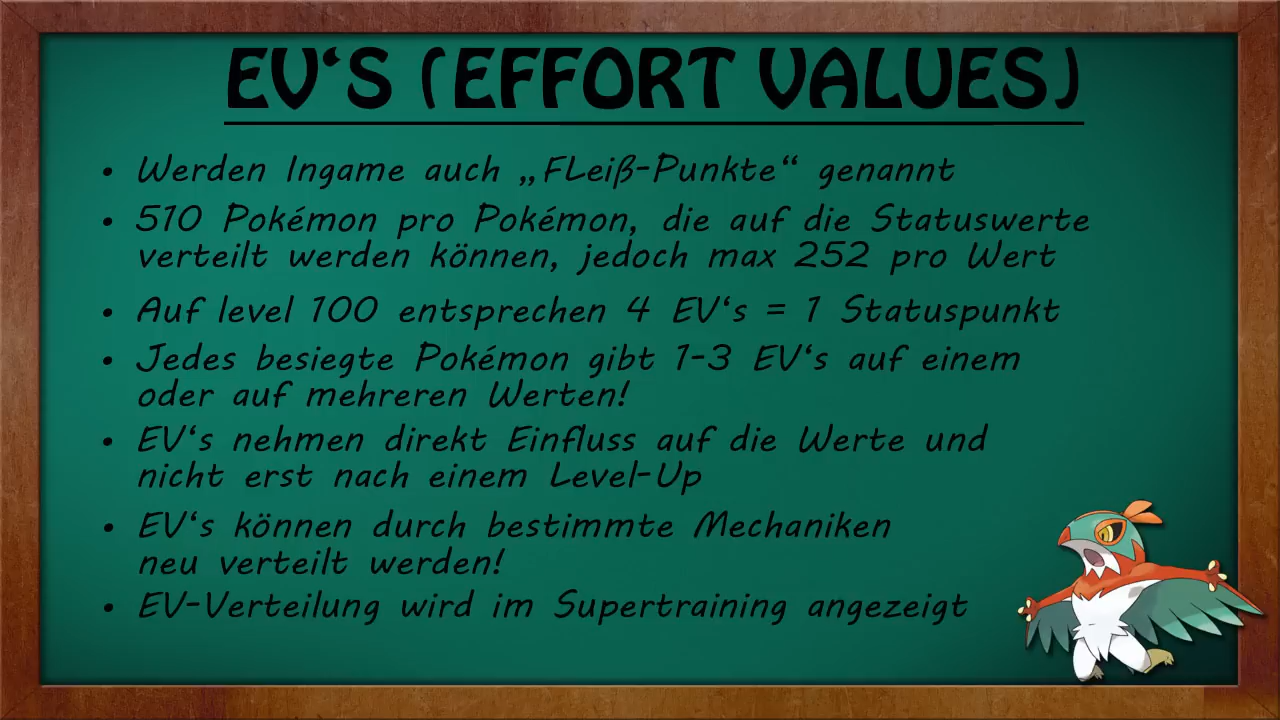 EV‘S (EFFORT VALUES)
• Werden Ingame auch „FLeiß-Punkte“ genannt
• 510 Pokémon pro Pokémon, die auf die Statuswerte
verteilt werden können, jedoch max 252 pro Wert
• Auf level 100 entsprechen 4 EV‘s = 1 Statuspunkt
• Jedes besiegte Pokémon gibt 1-3 EV‘s auf einem
oder auf mehreren Werten!
• EV‘s nehmen direkt Einfluss auf die Werte und
nicht erst nach einem Level-Up
• EV‘s können durch bestimmte Mechaniken
neu verteilt werden!
• EV-Verteilung wird im Supertraining angezeigt